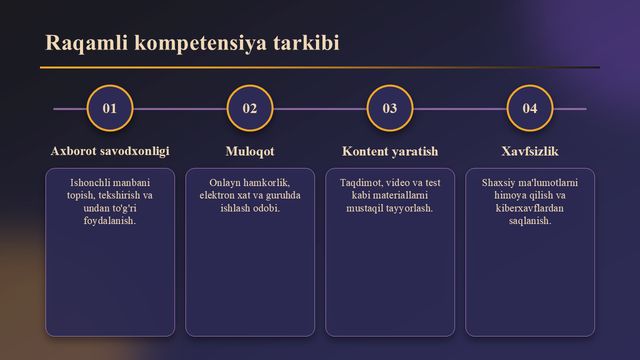 Raqamli kompetensiya tarkibi
01
02
03
04
Axborot savodxonligi
Muloqot
Kontent yaratish
Xavfsizlik
Ishonchli manbani
topish, tekshirish va
undan to'g'ri
foydalanish.
Onlayn hamkorlik,
elektron xat va guruhda
ishlash odobi.
Taqdimot, video va test
kabi materiallarni
mustaqil tayyorlash.
Shaxsiy ma'lumotlarni
himoya qilish va
kiberxavflardan
saqlanish.